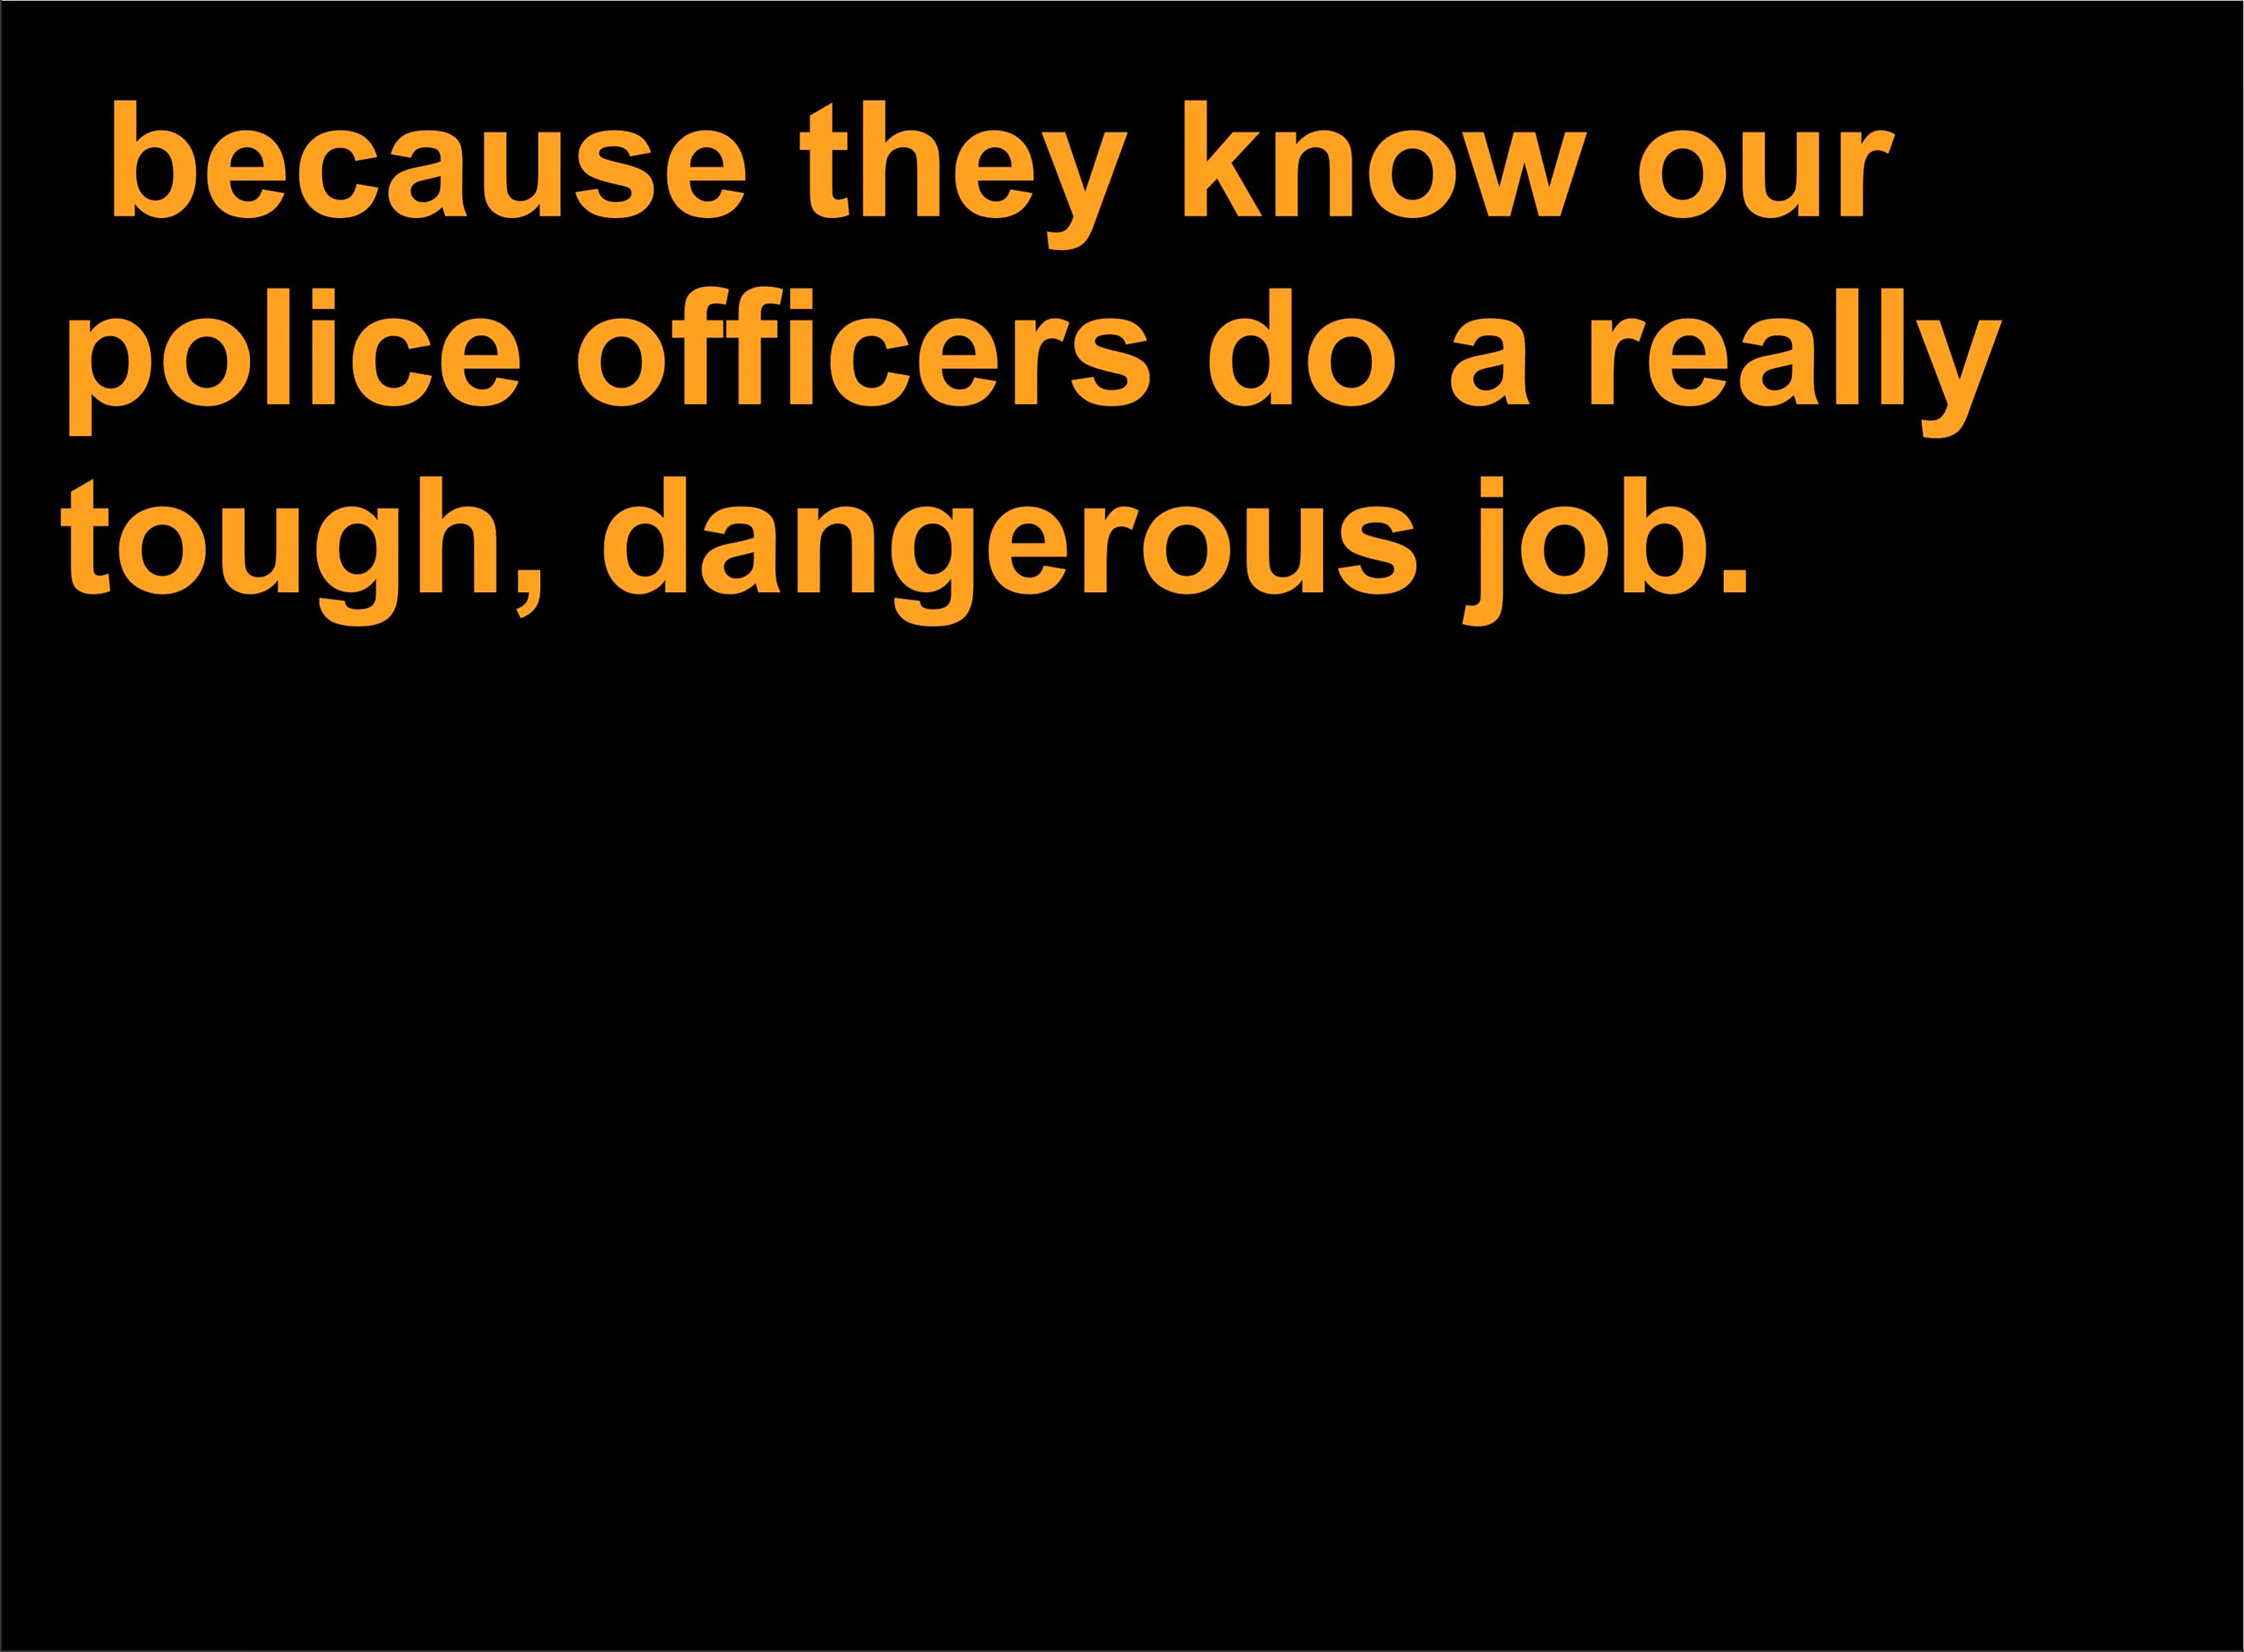 because they know our
police officers do a really
tough, dangerous job.